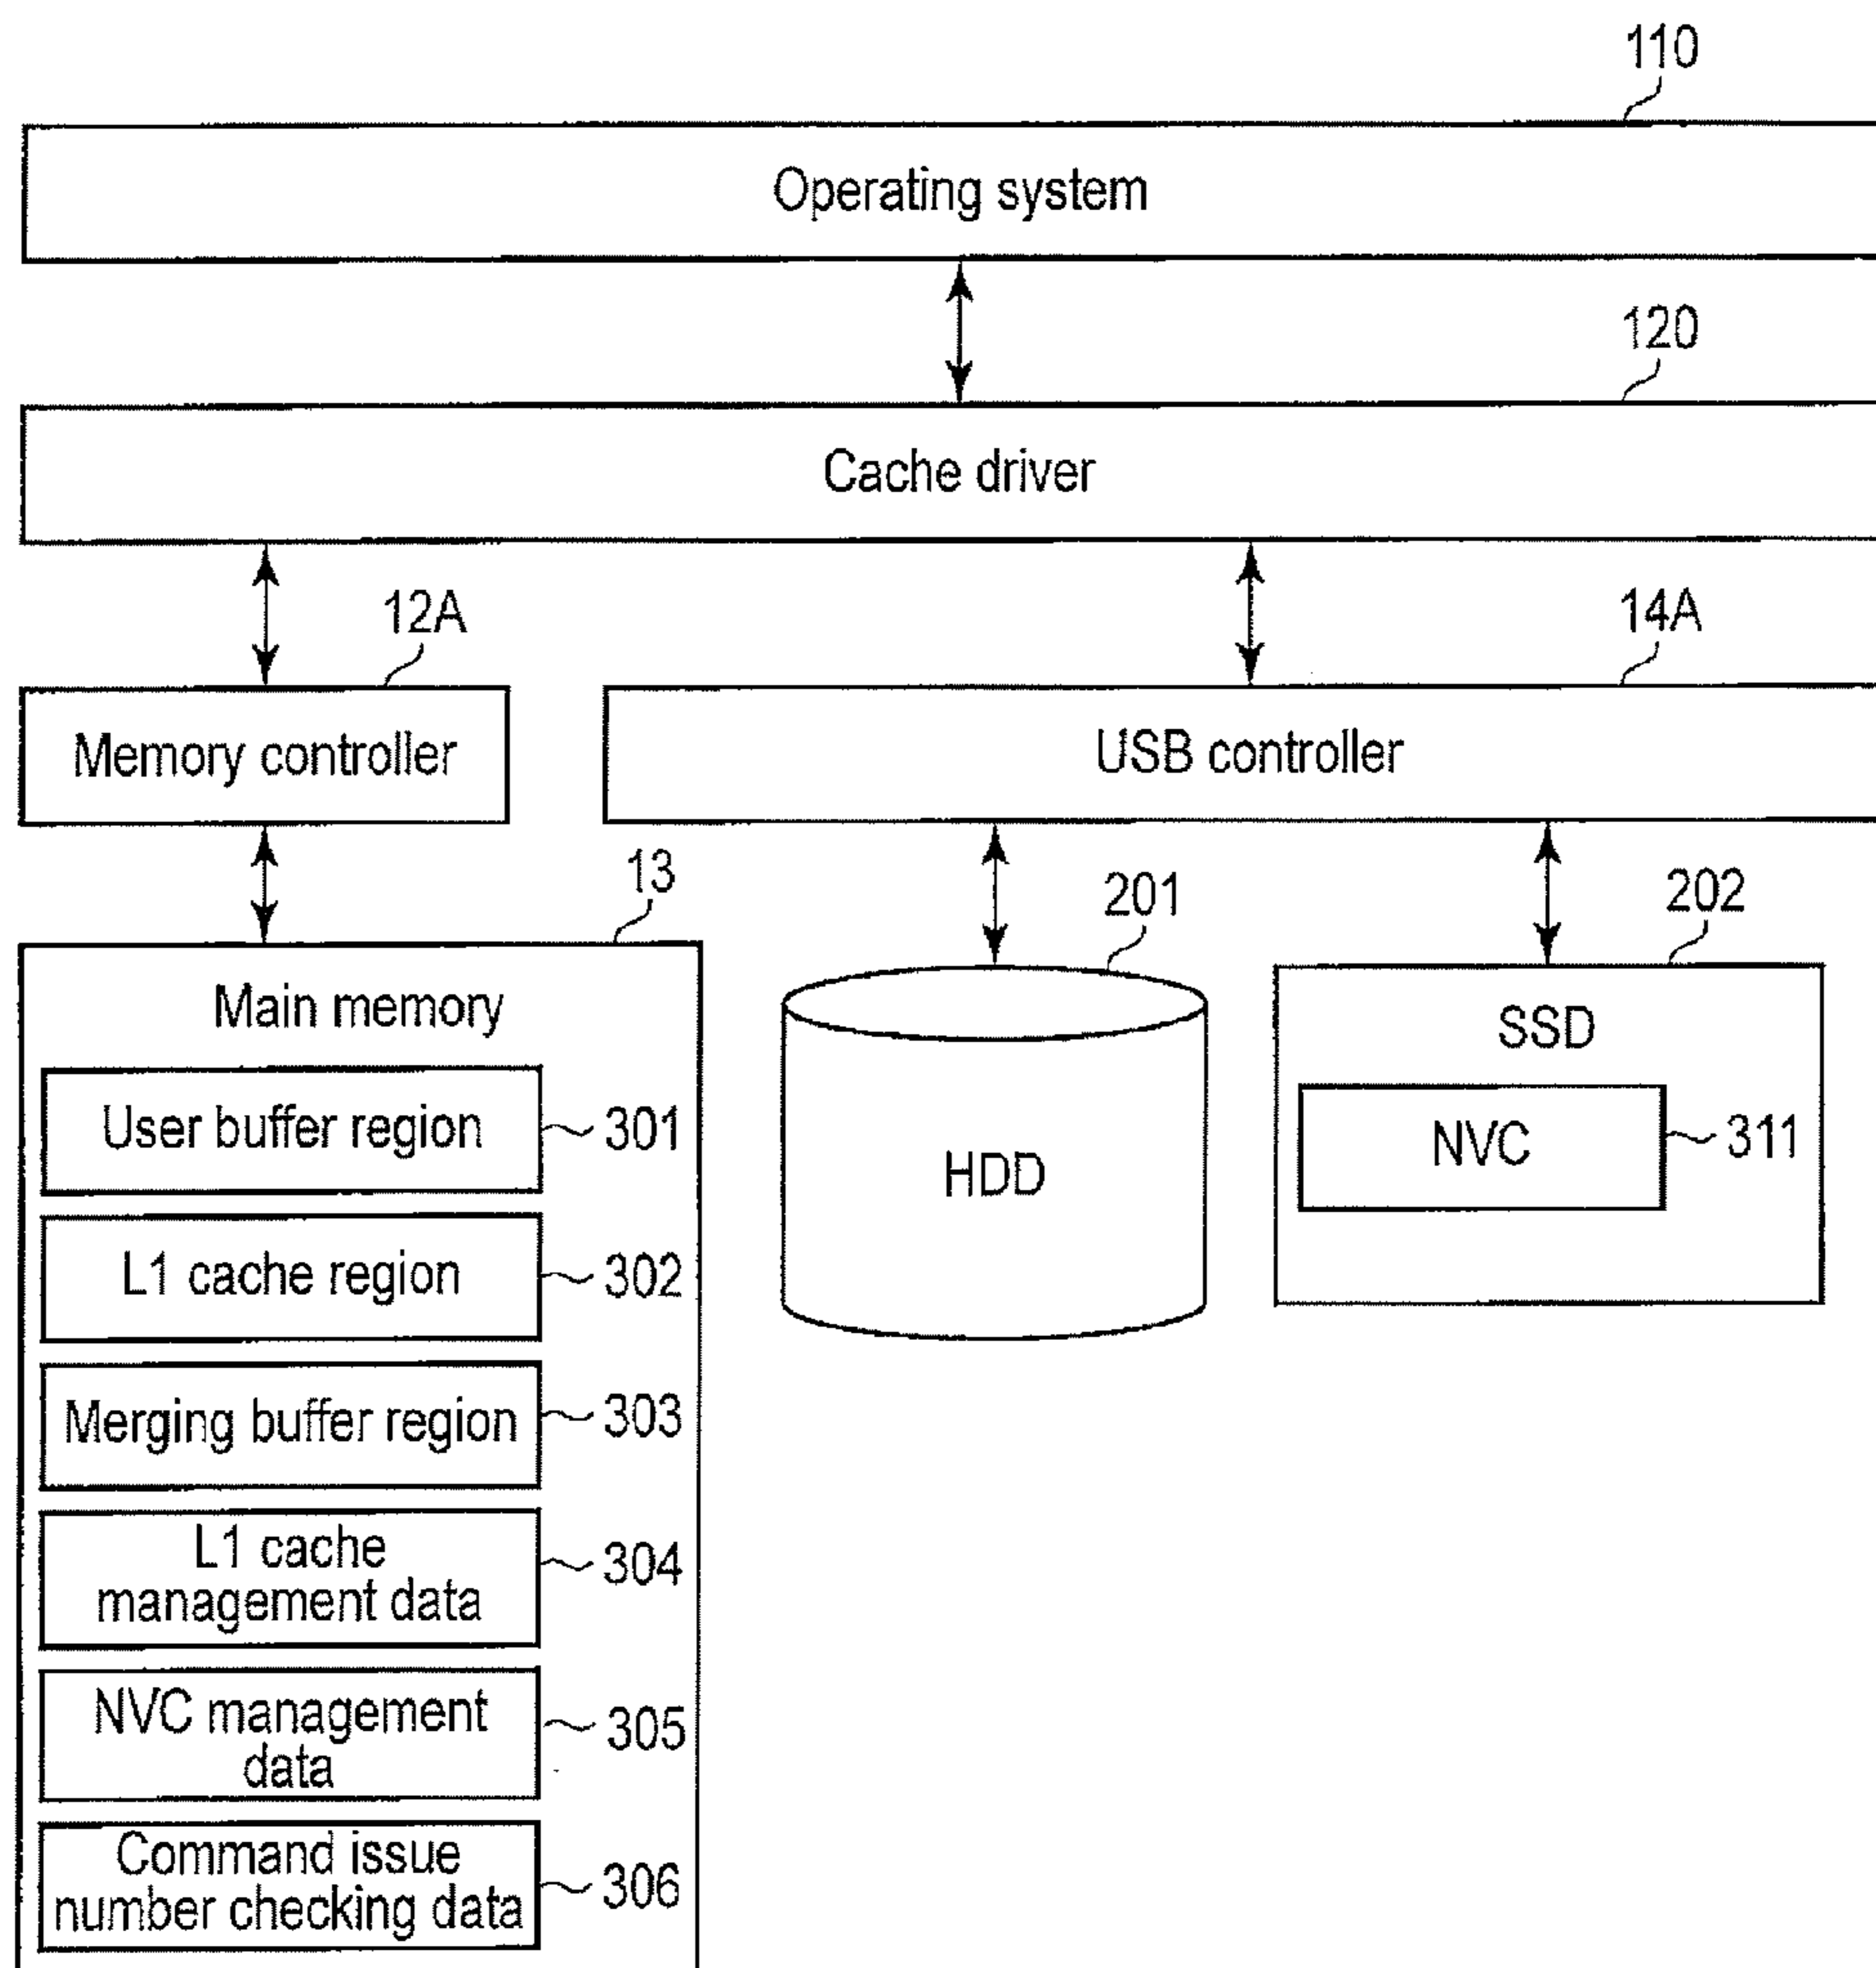 110
Operating system
120
Cache driver
12A
14A
Memory controller
USB controller
13
201
202
Main memory
SSD
User buffer region
301
NVC
311
HDD
L1 cache region
302
Merging buffer region
303
L1 cache
management data
304
NVC management
data
305
Command issue
number checking data
306